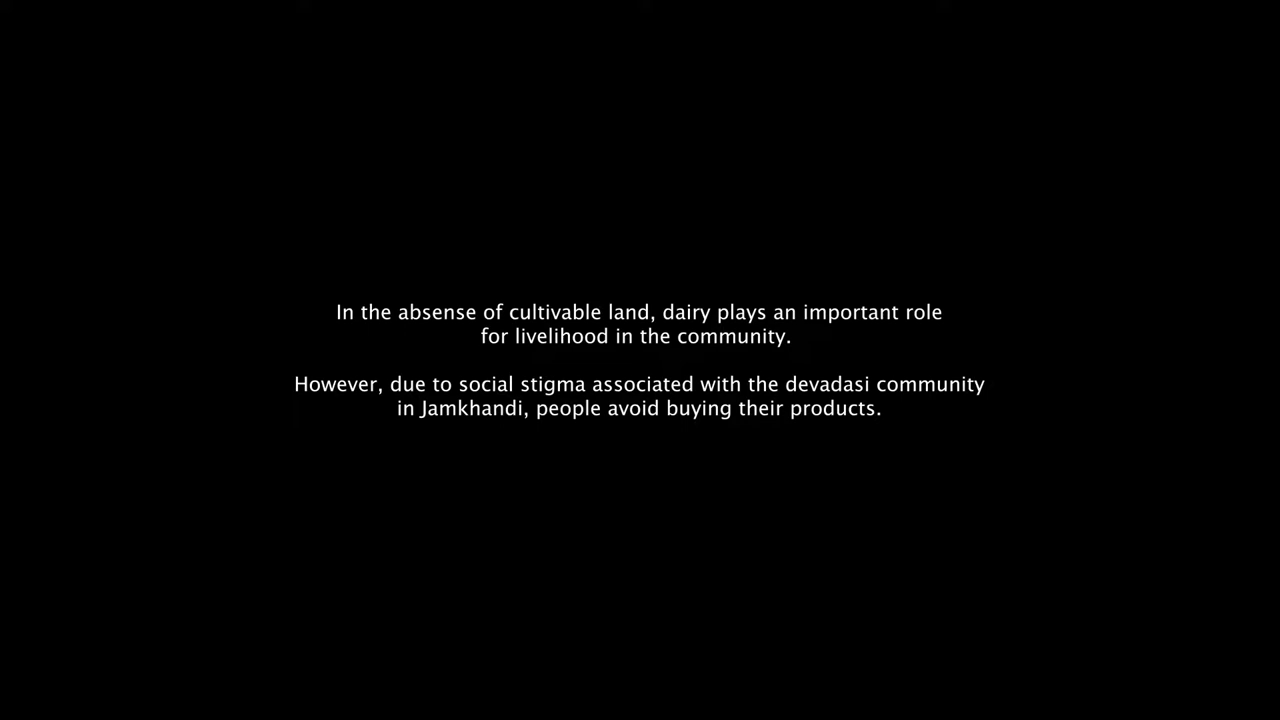 In the absense of cultivable land, dairy plays an important role
for livelihood in the community.
However, due to social stigma associated with the devadasi community
in Jamkhandi, people avoid buying their products.